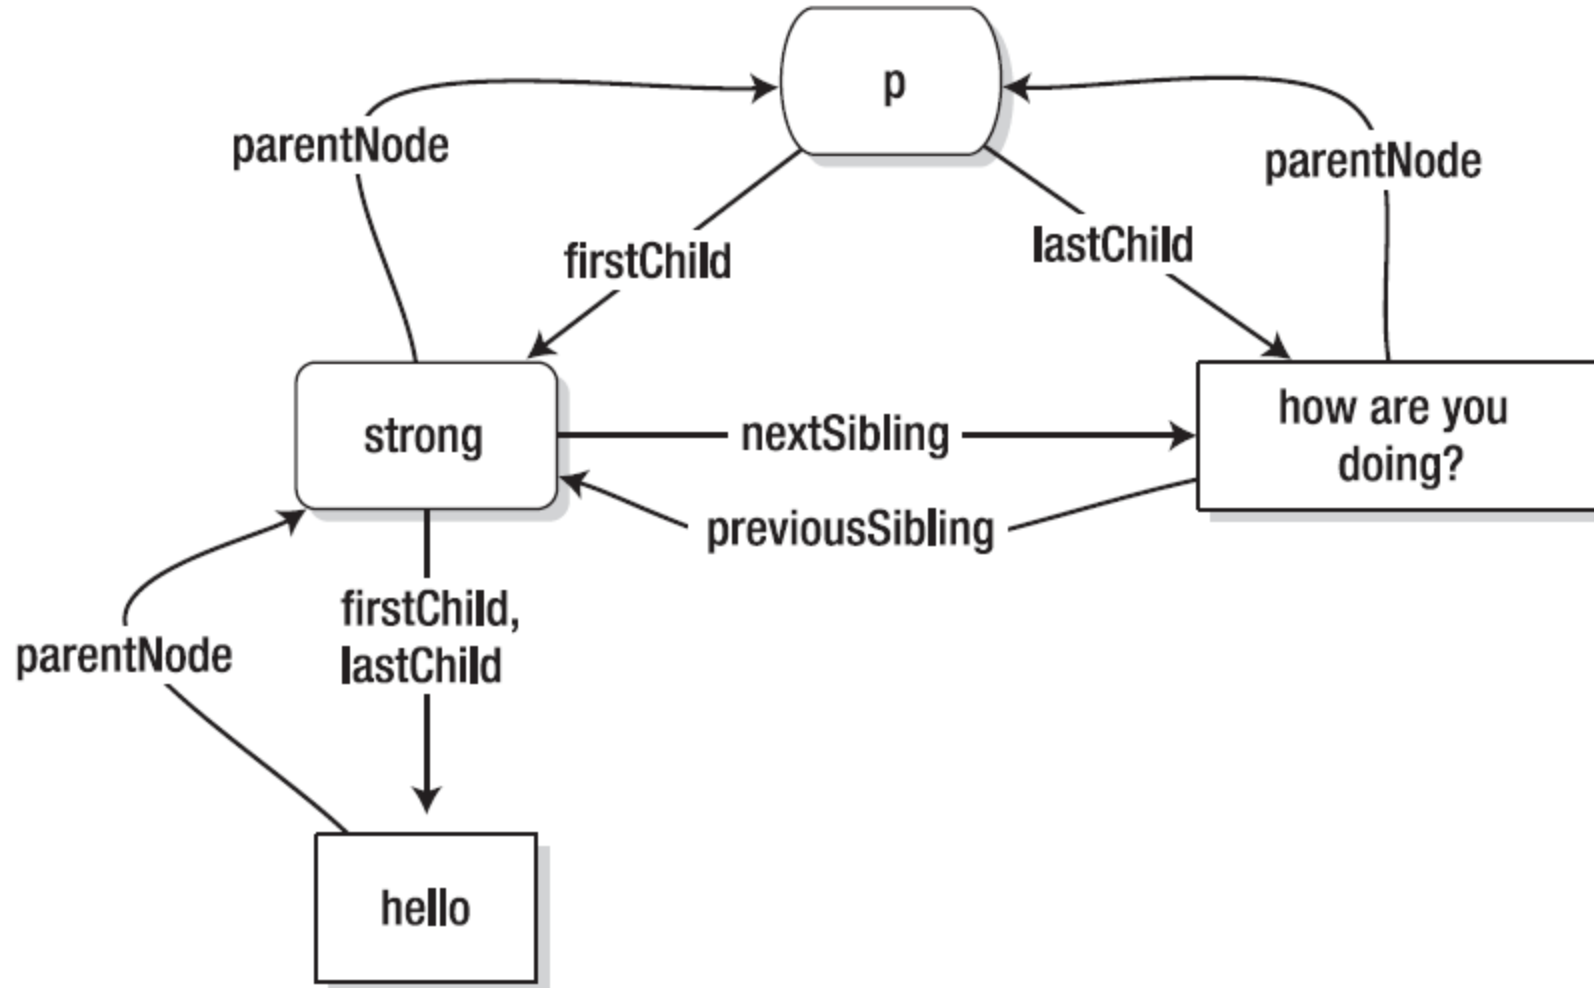 p
parentNode
parentNode
firstChild
lastChild
strong
nextSibling
how are you
doing?
previousSibling
firstChild,
lastChild
parentNode
hello